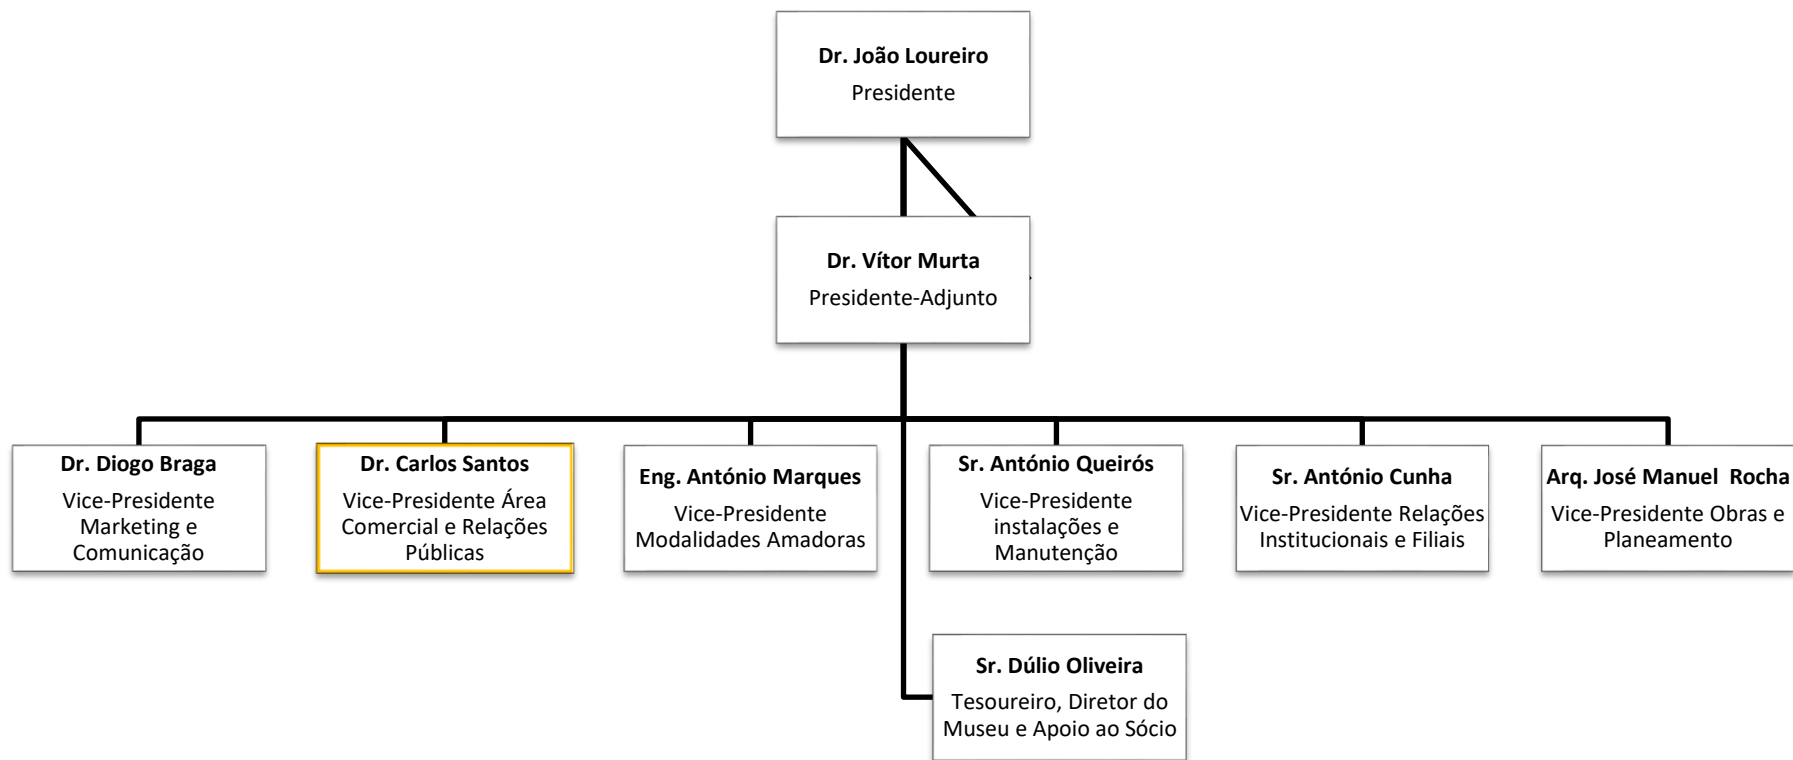 Dr. João Loureiro
Presidente
Dr. Vítor Murta
Presidente-Adjunto
Dr. Diogo Braga
Vice-Presidente
Marketing e
Comunicação
Dr. Carlos Santos
Vice-Presidente Área
Comercial e Relações
Públicas
Eng. António Marques
Vice-Presidente
Modalidades Amadoras
Sr. António Queirós
Vice-Presidente
instalações e
Manutenção
Sr. António Cunha
Vice-Presidente Relações
Institucionais e Filiais
Arq. José Manuel  Rocha
Vice-Presidente Obras e
Planeamento
Sr. Dúlio Oliveira
Tesoureiro, Diretor do
Museu e Apoio ao Sócio